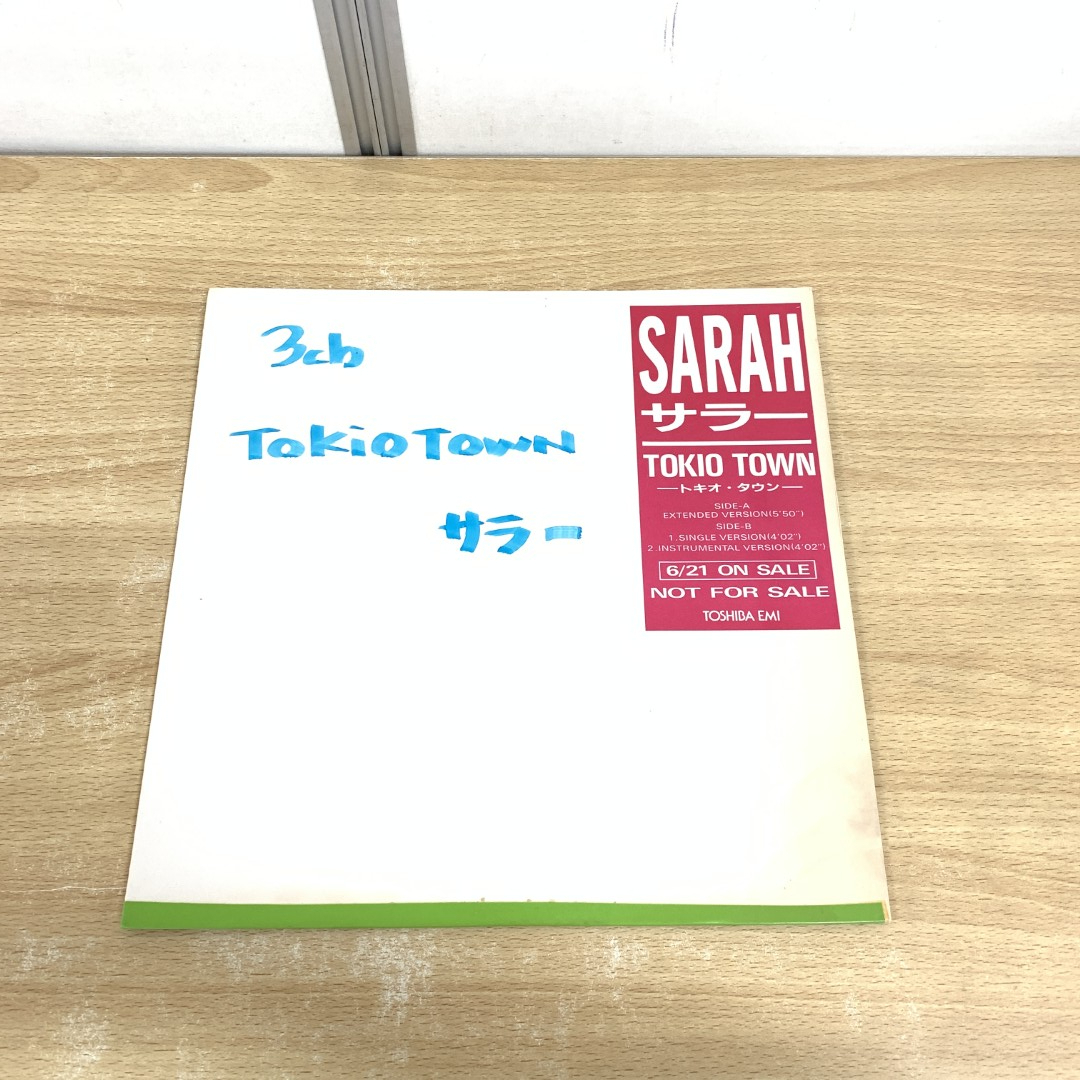 3ch
Tokio Town
サラー
SARAH
サラー
TOKIO TOWN
—トキオ・タウン—
SIDE-A
EXTENDED VERSION(5'50")
SIDE-B
1.SINGLE VERSION(4'02")
2.INSTRUMENTAL VERSION(4'02")
6/21 ON SALE
NOT FOR SALE
TOSHIBA EMI